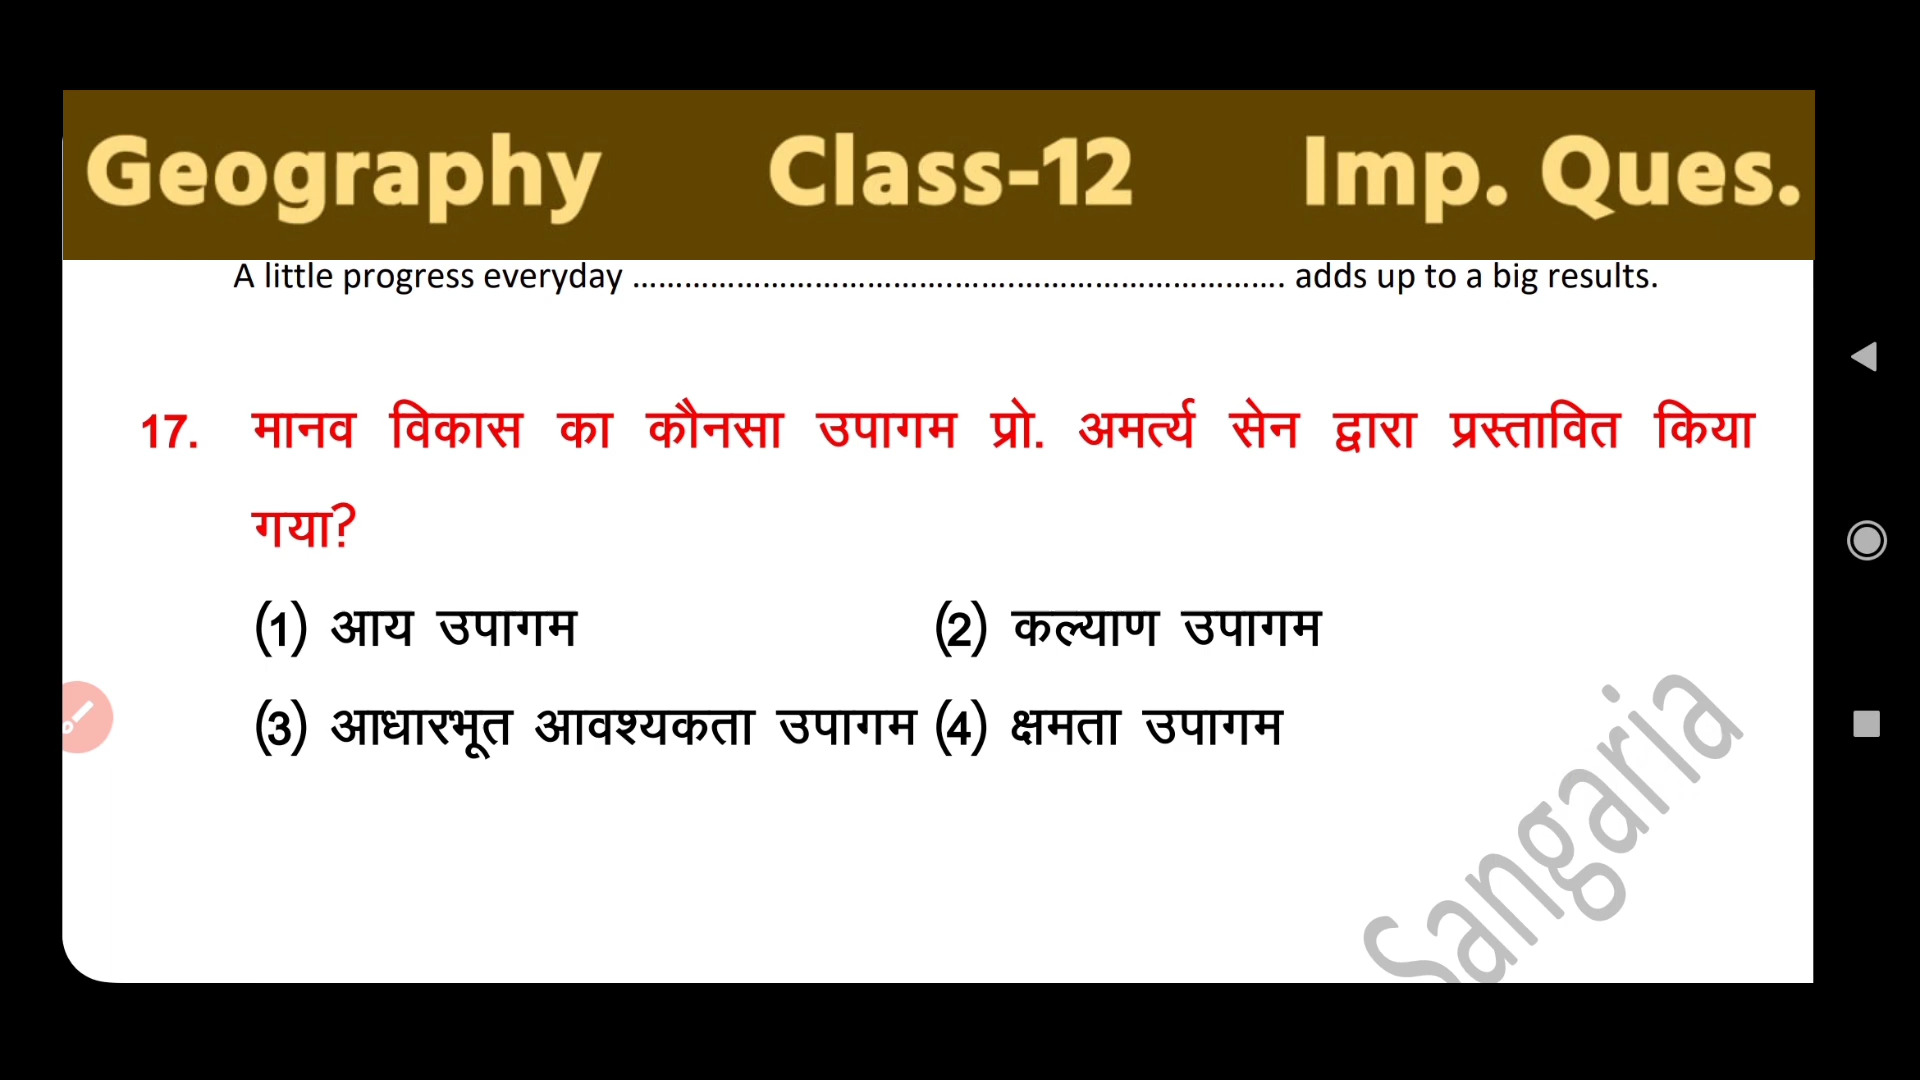 Geography Class-12 Imp. Ques.
A little progress everyday ………………………………………………………………. adds up to a big results.
17. मानव विकास का कौनसा उपागम प्रो. अमर्त्य सेन द्वारा प्रस्तावित किया
गया?
(1) आय उपागम (2) कल्याण उपागम
(3) आधारभूत आवश्यकता उपागम (4) क्षमता उपागम
Sangaria